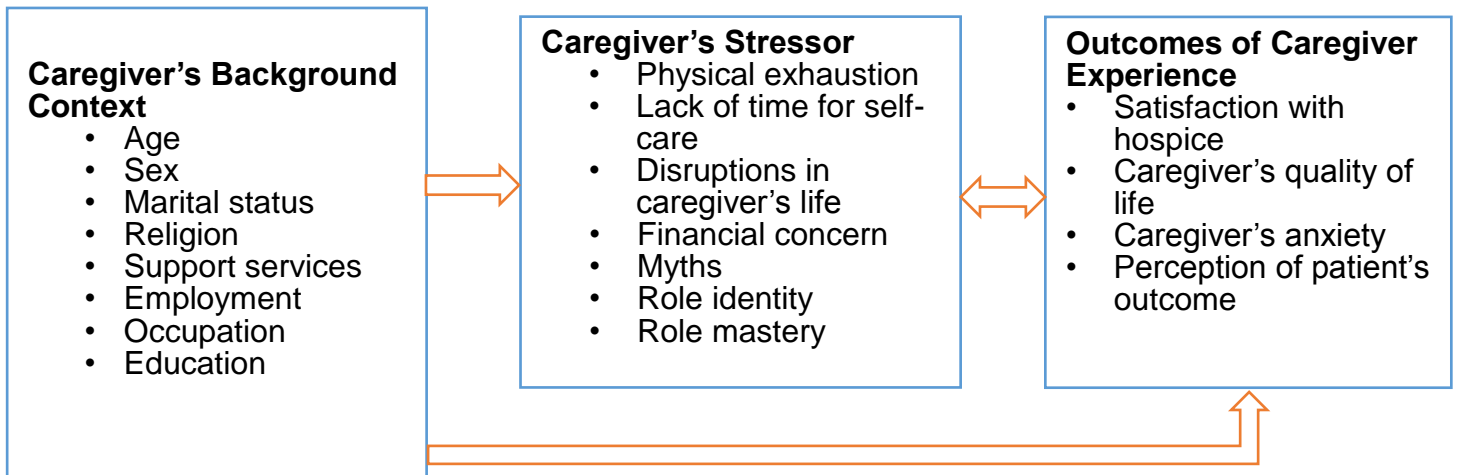 Caregiver’s Background
Context
• Age
• Sex
• Marital status
• Religion
• Support services
• Employment
• Occupation
• Education
Caregiver’s Stressor
• Physical exhaustion
• Lack of time for self-
care
• Disruptions in
caregiver’s life
• Financial concern
• Myths
• Role identity
• Role mastery
Outcomes of Caregiver
Experience
• Satisfaction with
hospice
• Caregiver’s quality of
life
• Caregiver’s anxiety
• Perception of patient’s
outcome